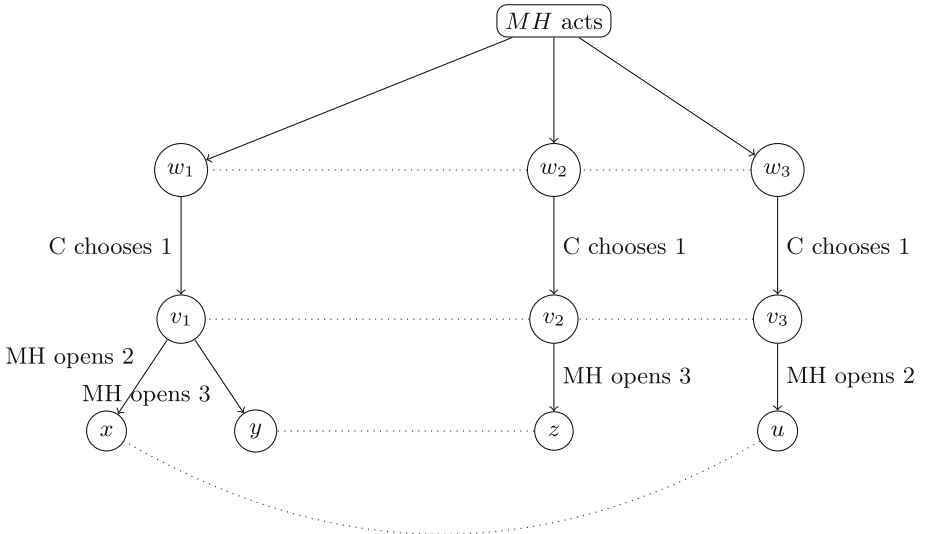 MH acts
w₁
w₂
w₃
C chooses 1
C chooses 1
C chooses 1
v₁
v₂
v₃
MH opens 2
MH opens 3
MH opens 3
MH opens 2
x
y
z
u